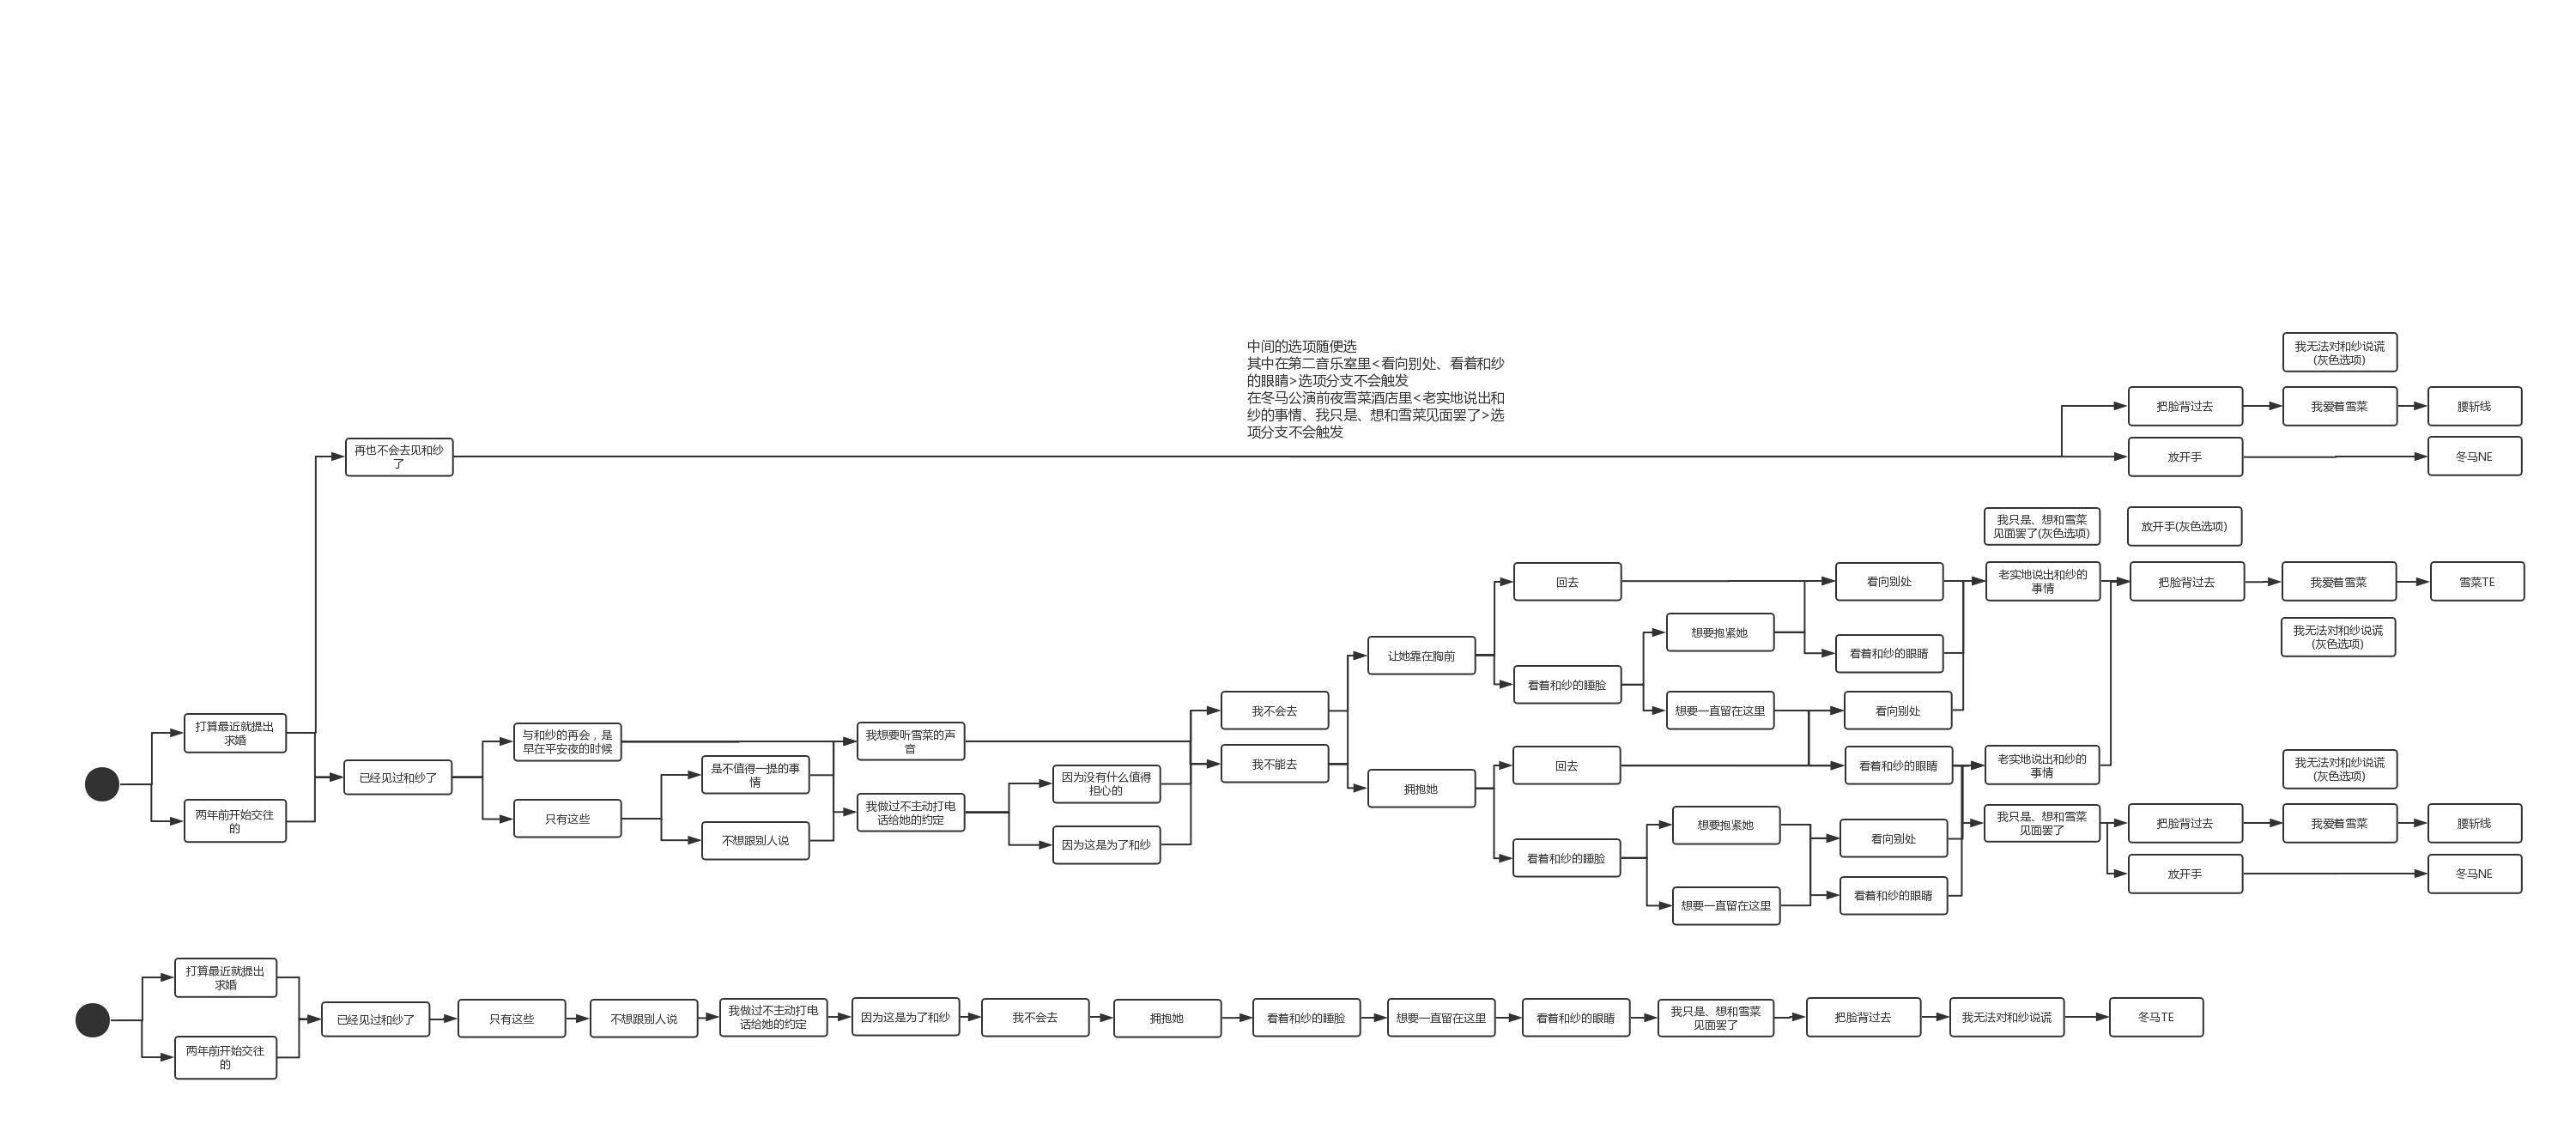 中间的选项随便选
其中在第二音乐室里<看向别处、看着和纱
的眼睛>选项分支不会触发
在冬马公演前夜雪菜酒店里<老实地说出和
纱的事情、我只是、想和雪菜见面罢了>选
项分支不会触发
我无法对和纱说谎
(灰色选项)
把脸背过去
我爱着雪菜
腰斩线
再也不会去见和纱
了
放开手
冬马NE
我只是、想和雪菜
见面罢了(灰色选项)
放开手(灰色选项)
回去
看向别处
老实地说出和纱的
事情
把脸背过去
我爱着雪菜
雪菜TE
想要抱紧她
我无法对和纱说谎
(灰色选项)
让她靠在胸前
看着和纱的眼睛
看着和纱的睡脸
想要一直留在这里
看向别处
打算最近就提出
求婚
与和纱的再会，是
早在平安夜的时候
我想要听雪菜的声
音
我不会去
已经见过和纱了
是不值得一提的事
情
因为没有什么值得
担心的
我不能去
拥抱她
回去
看着和纱的眼睛
老实地说出和纱的
事情
我无法对和纱说谎
(灰色选项)
两年前开始交往
的
只有这些
不想跟别人说
我做过不主动打电
话给她的约定
因为这是为了和纱
想要抱紧她
看向别处
我只是、想和雪菜
见面罢了
把脸背过去
我爱着雪菜
腰斩线
看着和纱的睡脸
放开手
冬马NE
想要一直留在这里
看着和纱的眼睛
打算最近就提出
求婚
两年前开始交往
的
已经见过和纱了
只有这些
不想跟别人说
我做过不主动打电
话给她的约定
因为这是为了和纱
我不会去
拥抱她
看着和纱的睡脸
想要一直留在这里
看着和纱的眼睛
我只是、想和雪菜
见面罢了
把脸背过去
我无法对和纱说谎
冬马TE